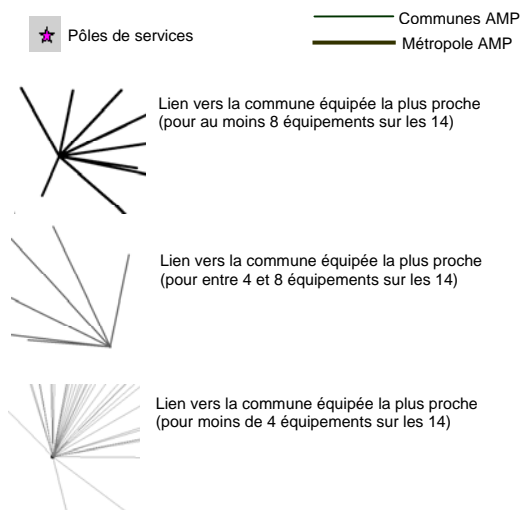 Pôles de services
Communes AMP
Métropole AMP
Lien vers la commune équipée la plus proche
(pour au moins 8 équipements sur les 14)
Lien vers la commune équipée la plus proche
(pour entre 4 et 8 équipements sur les 14)
Lien vers la commune équipée la plus proche
(pour moins de 4 équipements sur les 14)